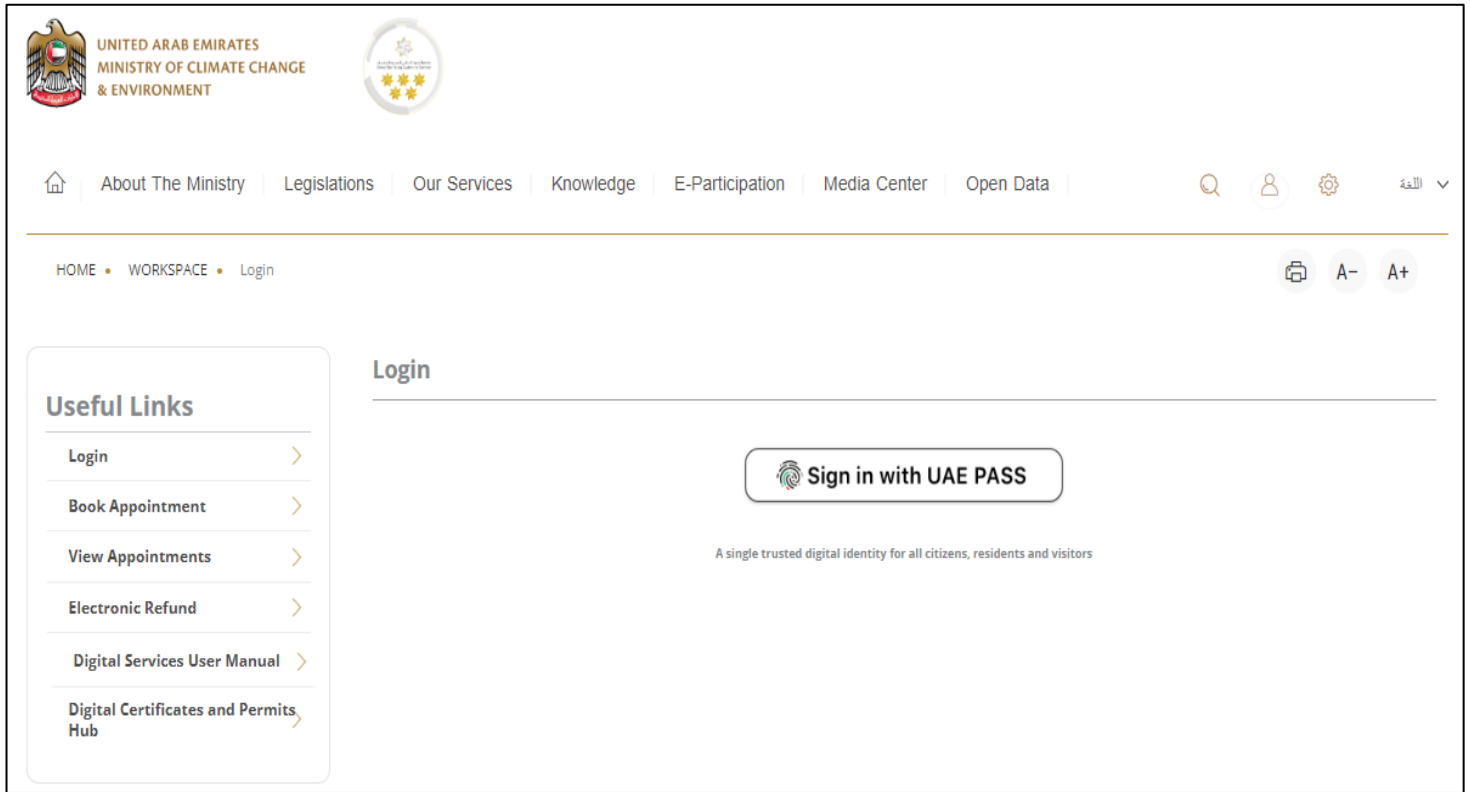 UNITED ARAB EMIRATES
MINISTRY OF CLIMATE CHANGE
& ENVIRONMENT
About The Ministry
Legislations
Our Services
Knowledge
E-Participation
Media Center
Open Data
اللغة
HOME • WORKSPACE • Login
A-
A+
Useful Links
Login
Book Appointment
View Appointments
Electronic Refund
Digital Services User Manual
Digital Certificates and Permits
Hub
Login
Sign in with UAE PASS
A single trusted digital identity for all citizens, residents and visitors